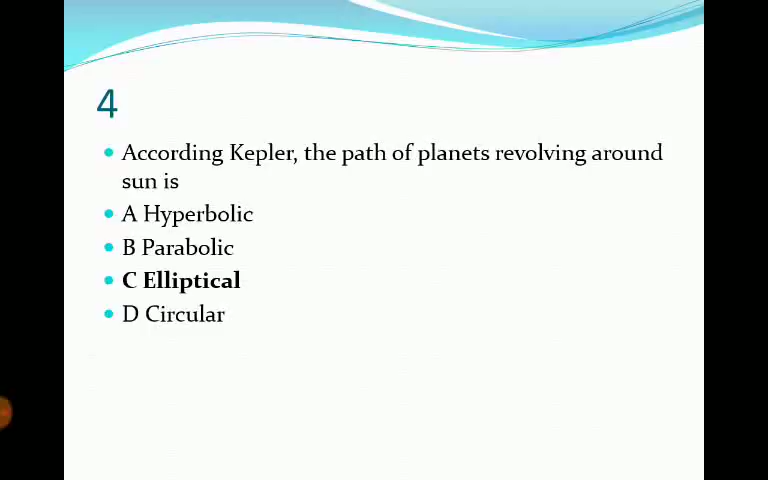 4
According Kepler, the path of planets revolving around
sun is
A Hyperbolic
B Parabolic
C Elliptical
D Circular